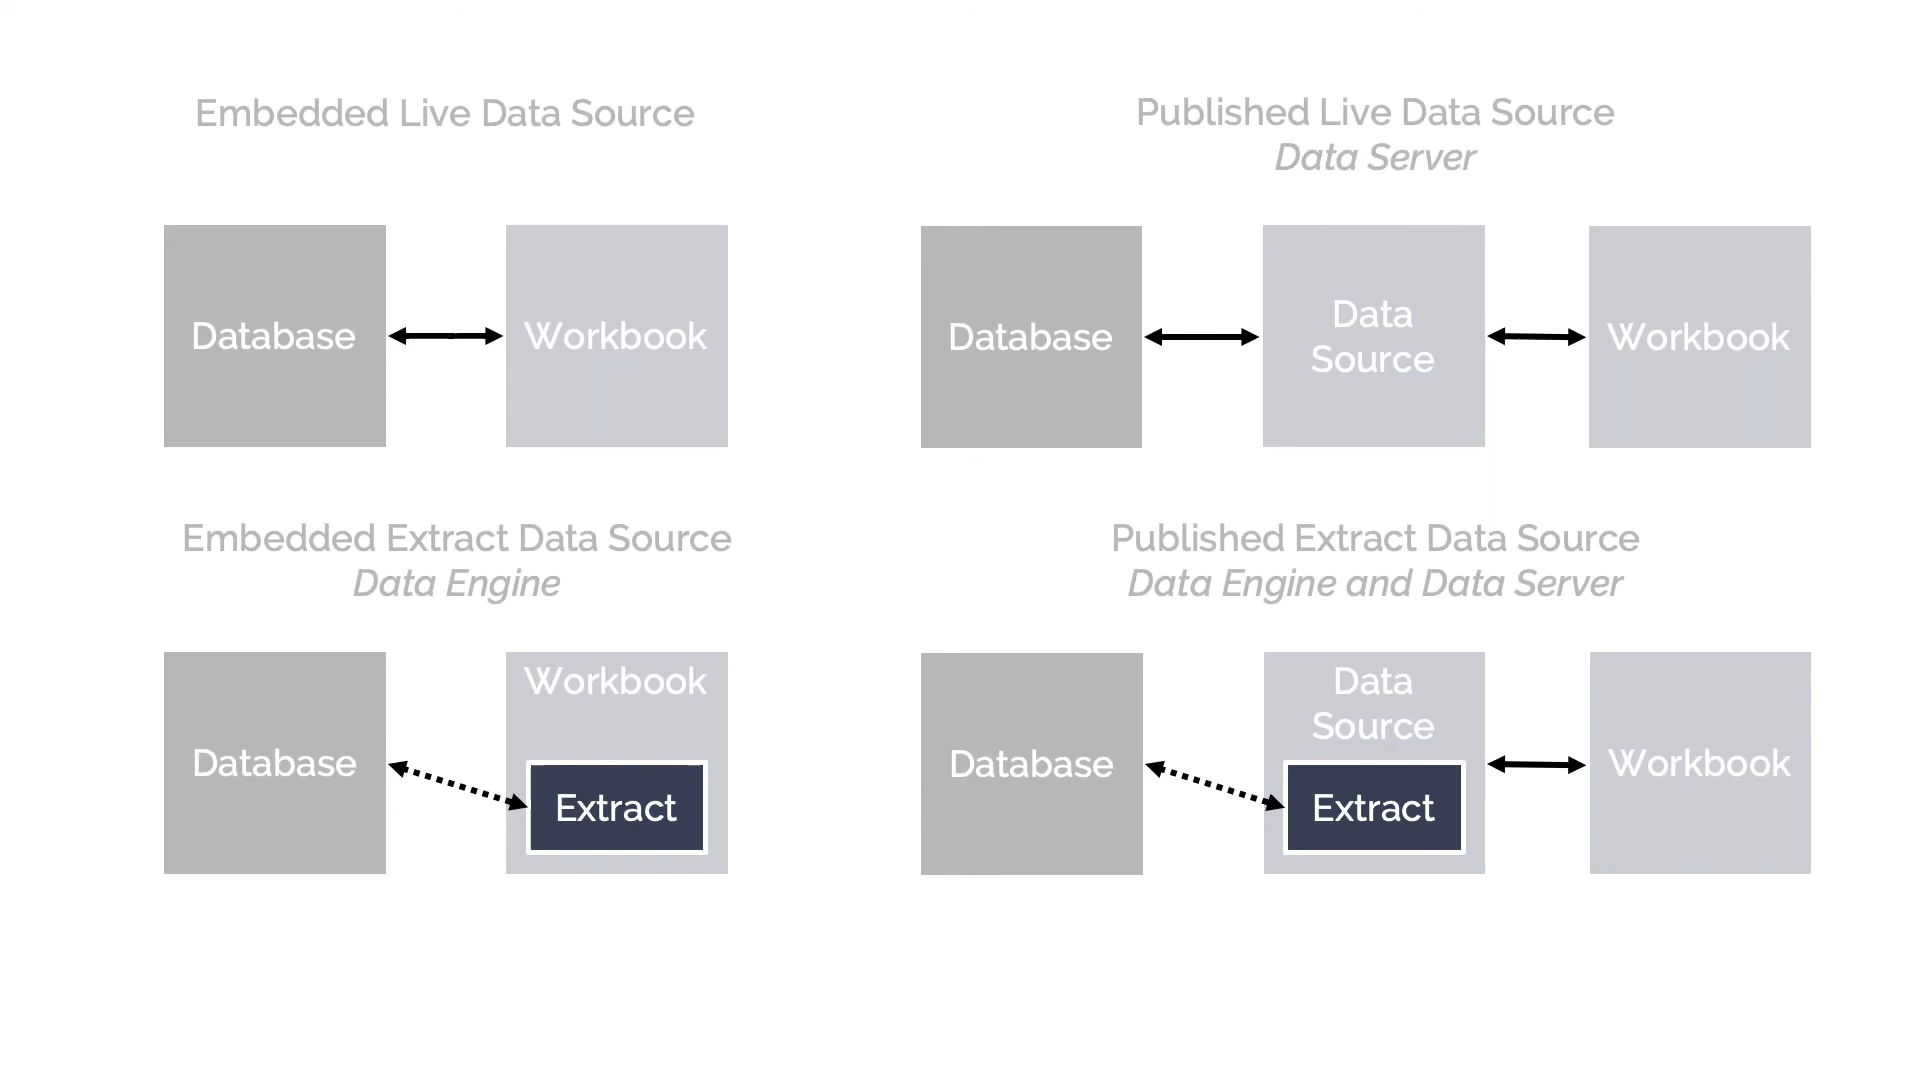 Embedded Live Data Source
Database
Workbook
Published Live Data Source
Data Server
Database
Data
Source
Workbook
Embedded Extract Data Source
Data Engine
Database
Workbook
Extract
Published Extract Data Source
Data Engine and Data Server
Database
Data
Source
Extract
Workbook